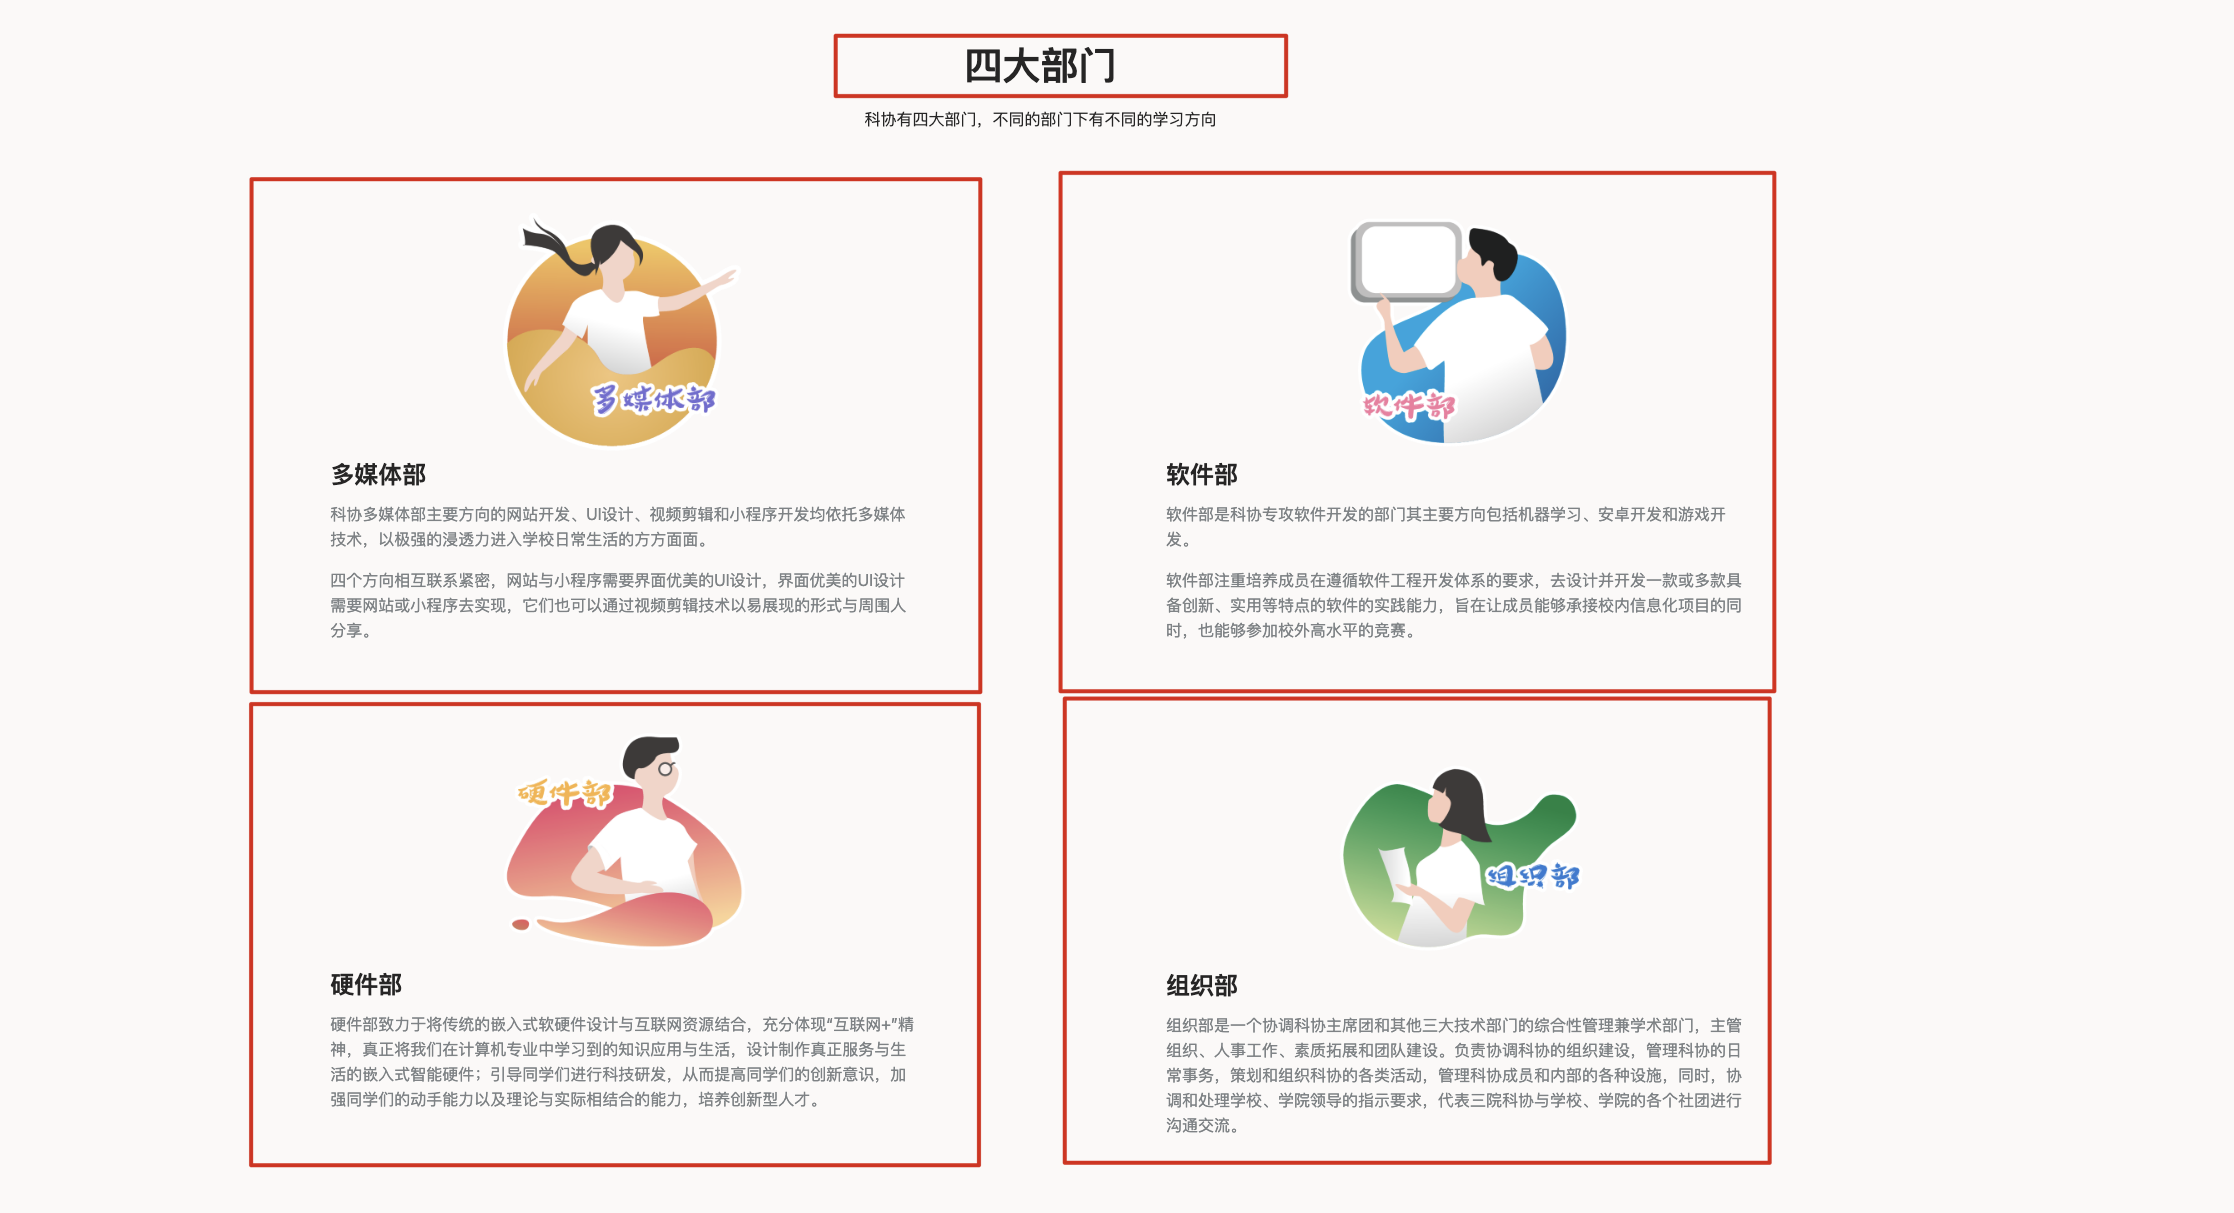 四大部门
科协有四大部门，不同的部门下有不同的学习方向
多媒体部
多媒体部
科协多媒体部主要方向的网站开发、UI设计、视频剪辑和小程序开发均依托多媒体
技术，以极强的浸透力进入学校日常生活的方方面面。
四个方向相互联系紧密，网站与小程序需要界面优美的UI设计，界面优美的UI设计
需要网站或小程序去实现，它们也可以通过视频剪辑技术以易展现的形式与周围人
分享。
软件部
软件部
软件部是科协专攻软件开发的部门其主要方向包括机器学习、安卓开发和游戏开
发。
软件部注重培养成员在遵循软件工程开发体系的要求，去设计并开发一款或多款具
备创新、实用等特点的软件的实践能力，旨在让成员能够承接校内信息化项目的同
时，也能够参加校外高水平的竞赛。
硬件部
硬件部
硬件部致力于将传统的嵌入式软硬件设计与互联网资源结合，充分体现“互联网+”精
神，真正将我们在计算机专业中学习到的知识应用与生活，设计制作真正服务与生
活的嵌入式智能硬件；引导同学们进行科技研发，从而提高同学们的创新意识，加
强同学们的动手能力以及理论与实际相结合的能力，培养创新型人才。
组织部
组织部
组织部是一个协调科协主席团和其他三大技术部门的综合性管理兼学术部门，主管
组织、人事工作、素质拓展和团队建设。负责协调科协的组织建设，管理科协的日
常事务，策划和组织科协的各类活动，管理科协成员和内部的各种设施，同时，协
调和处理学校、学院领导的指示要求，代表三院科协与学校、学院的各个社团进行
沟通交流。